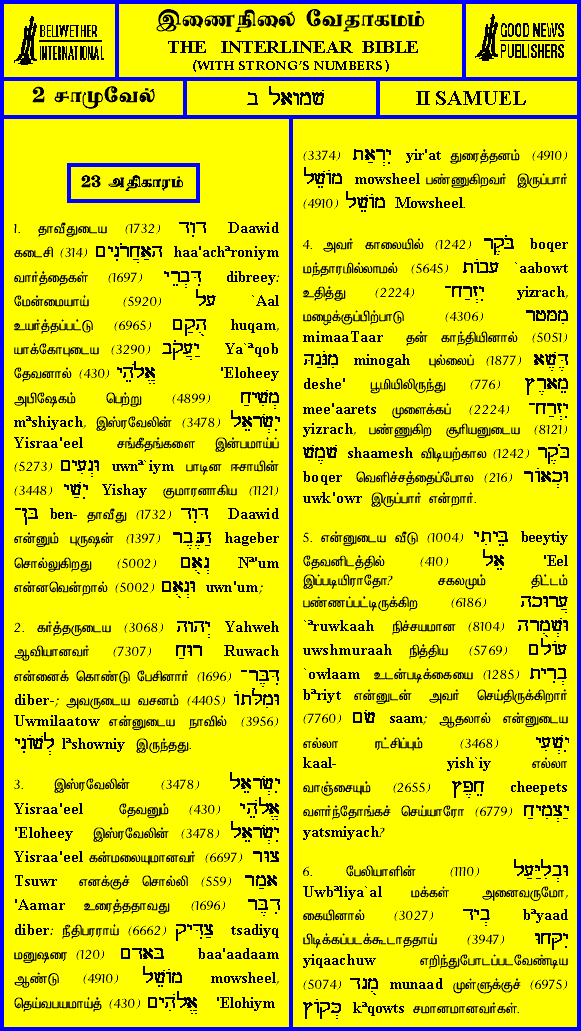 BELLWETHER
INTERNATIONAL
இணைநிலை வேதாகமம்
THE INTERLINEAR BIBLE
(WITH STRONG'S NUMBERS)
GOOD NEWS
PUBLISHERS
2 சாமுவேல்
שמואל ב
II SAMUEL
23 அதிகாரம்
1. தாவீதுடைய (1732) דָּוִד Daawid
கடைசி (314) הָאַחֲרֹנִים haa'achªroniym
வார்த்தைகள் (1697) דִּבְרֵי dibreey;
மேன்மையாய் (5920) עַל `Aal
உயர்த்தப்பட்டு (6965) הֻקַם huqam,
யாக்கோபுடைய (3290) יַעֲקֹב Ya`ªqob
தேவனால் (430) אֱלֹהֵי 'Eloheey
அபிஷேகம் பெற்று (4899) מְשִׁיחַ
mªshiyach, இஸ்ரவேலின் (3478) יִשְׂרָאֵל
Yisraa'eel சங்கீதங்களை இன்பமாய்ப்
(5273) וּנְעִים uwnª`iym பாடின ஈசாயின்
(3448) יִשַׁי Yishay குமாரனாகிய (1121)
בֶּן־ ben- தாவீது (1732) דָּוִד Daawid
என்னும் புருஷன் (1397) הַגֶּבֶר hageber
சொல்லுகிறது (5002) נְאֻם Nª'um
என்னவென்றால் (5002) וּנְאֻם uwn'um;
2. கர்த்தருடைய (3068) יְהוָה Yahweh
ஆவியானவர் (7307) רוּחַ Ruwach
என்னைக் கொண்டு பேசினார் (1696) דִּבֶּר־
diber-; அவருடைய வசனம் (4405) וּמִלָּתוֹ
Uwmilaatow என்னுடைய நாவில் (3956)
לְשׁוֹנִי lªshowniy இருந்தது.
3. இஸ்ரவேலின் (3478) יִשְׂרָאֵל
Yisraa'eel தேவனும் (430) אֱלֹהֵי
'Eloheey இஸ்ரவேலின் (3478) יִשְׂרָאֵל
Yisraa'eel கன்மலையுமானவர் (6697) צוּר
Tsuwr எனக்குச் சொல்லி (559) אָמַר
'Aamar உரைத்ததாவது (1696) דִבֶּר
diber: நீதிபரராய் (6662) צַדִּיק tsadiyq
மனுஷரை (120) בָּאָדָם baa'aadaam
ஆண்டு (4910) מוֹשֵׁל mowsheel,
தெய்வபயமாய்த் (430) אֱלֹהִים 'Elohiym
(3374) יִרְאַת yir'at துரைத்தனம் (4910)
מוֹשֵׁל mowsheel பண்ணுகிறவர் இருப்பார்
(4910) מוֹשֵׁל Mowsheel.
4. அவர் காலையில் (1242) בֹּקֶר boqer
மந்தாரமில்லாமல் (5645) עָבוֹת `aabowt
உதித்து (2224) יִזְרַח־ yizrach,
மழைக்குப்பிற்பாடு (4306) מִמָּטָר
mimaaTaar தன் காந்தியினால் (5051)
מִנֹּגַהּ minogah புல்லைப் (1877) דֶּשֶׁא
deshe' பூமியிலிருந்து (776) מֵאָרֶץ
mee'aarets முளைக்கப் (2224) יִזְרַח־
yizrach, பண்ணுகிற சூரியனுடைய (8121)
שָׁמֶשׁ shaamesh விடியற்கால (1242) בֹּקֶר
boqer வெளிச்சத்தைப்போல (216) וּכְאוֹר
uwk'owr இருப்பார் என்றார்.
5. என்னுடைய வீடு (1004) בֵּיתִי beeytiy
தேவனிடத்தில் (410) אֵל 'Eel
இப்படியிராதோ? சகலமும் திட்டம்
பண்ணப்பட்டிருக்கிற (6186) עֲרוּכָה
`ªruwkaah நிச்சயமான (8104) וּשְׁמֻרָה
uwshmuraah நித்திய (5769) עוֹלָם
`owlaam உடன்படிக்கையை (1285) בְרִית
bªriyt என்னுடன் அவர் செய்திருக்கிறார்
(7760) שָׂם saam; ஆதலால் என்னுடைய
எல்லா ரட்சிப்பும் (3468) יִשְׁעִי
kaal- yish`iy எல்லா
வாஞ்சையும் (2655) חֵפֶץ cheepets
வளர்ந்தோங்கச் செய்யாரோ (6779) יַצְמִיחַ
yatsmiyach?
6. பேலியாளின் (1110) וּבְלִיַּעַל
Uwbªliya`al மக்கள் அனைவருமோ,
கையினால் (3027) בְיָד bªyaad
பிடிக்கப்படக்கூடாததாய் (3947) יִקָּחוּ
yiqaachuw எறிந்துபோடப்படவேண்டிய
(5074) מֻנָד munaad முள்ளுக்குச் (6975)
כְּקוֹץ kªqowts சமானமானவர்கள்.